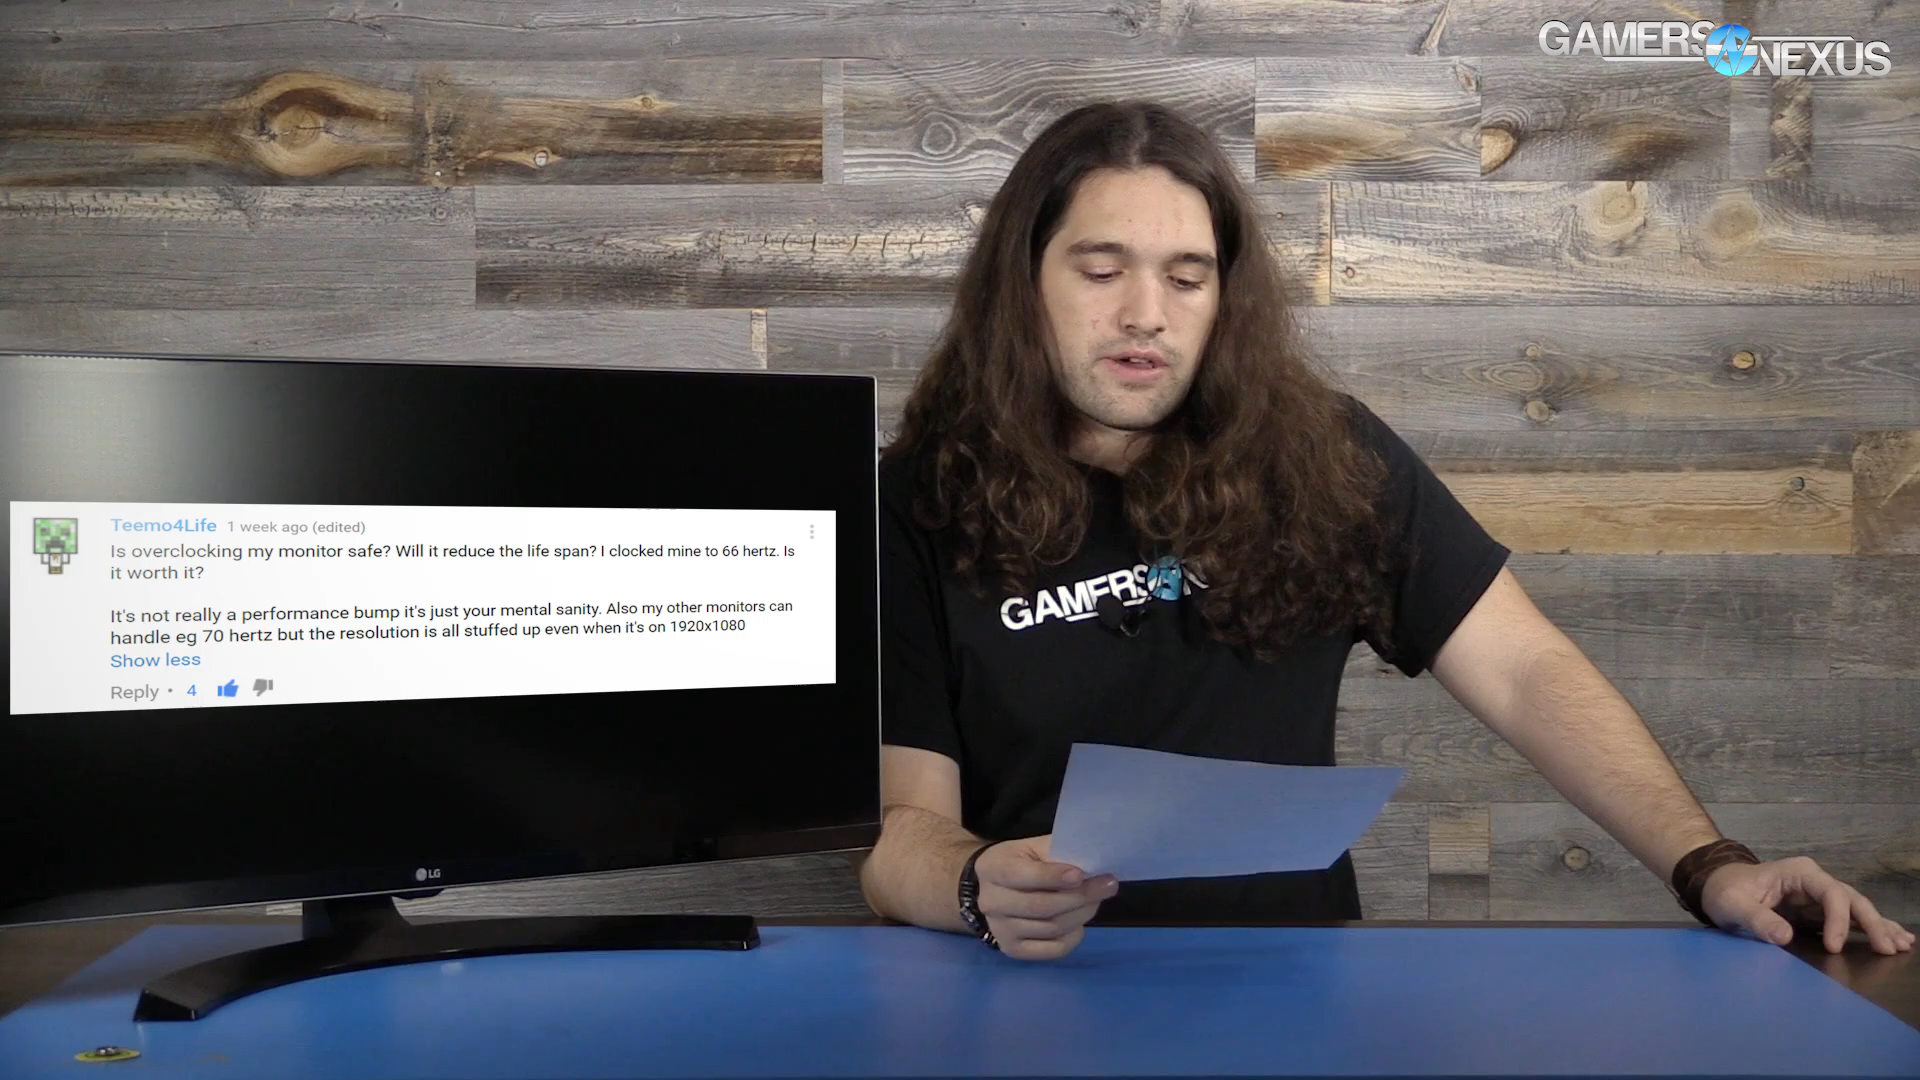 GAMERS NEXUS
Teemo4Life 1 week ago (edited)
Is overclocking my monitor safe? Will it reduce the life span? I clocked mine to 66 hertz. Is
it worth it?
It's not really a performance bump it's just your mental sanity. Also my other monitors can
handle eg 70 hertz but the resolution is all stuffed up even when it's on 1920x1080
Show less
Reply • 4
GAMERS
LG